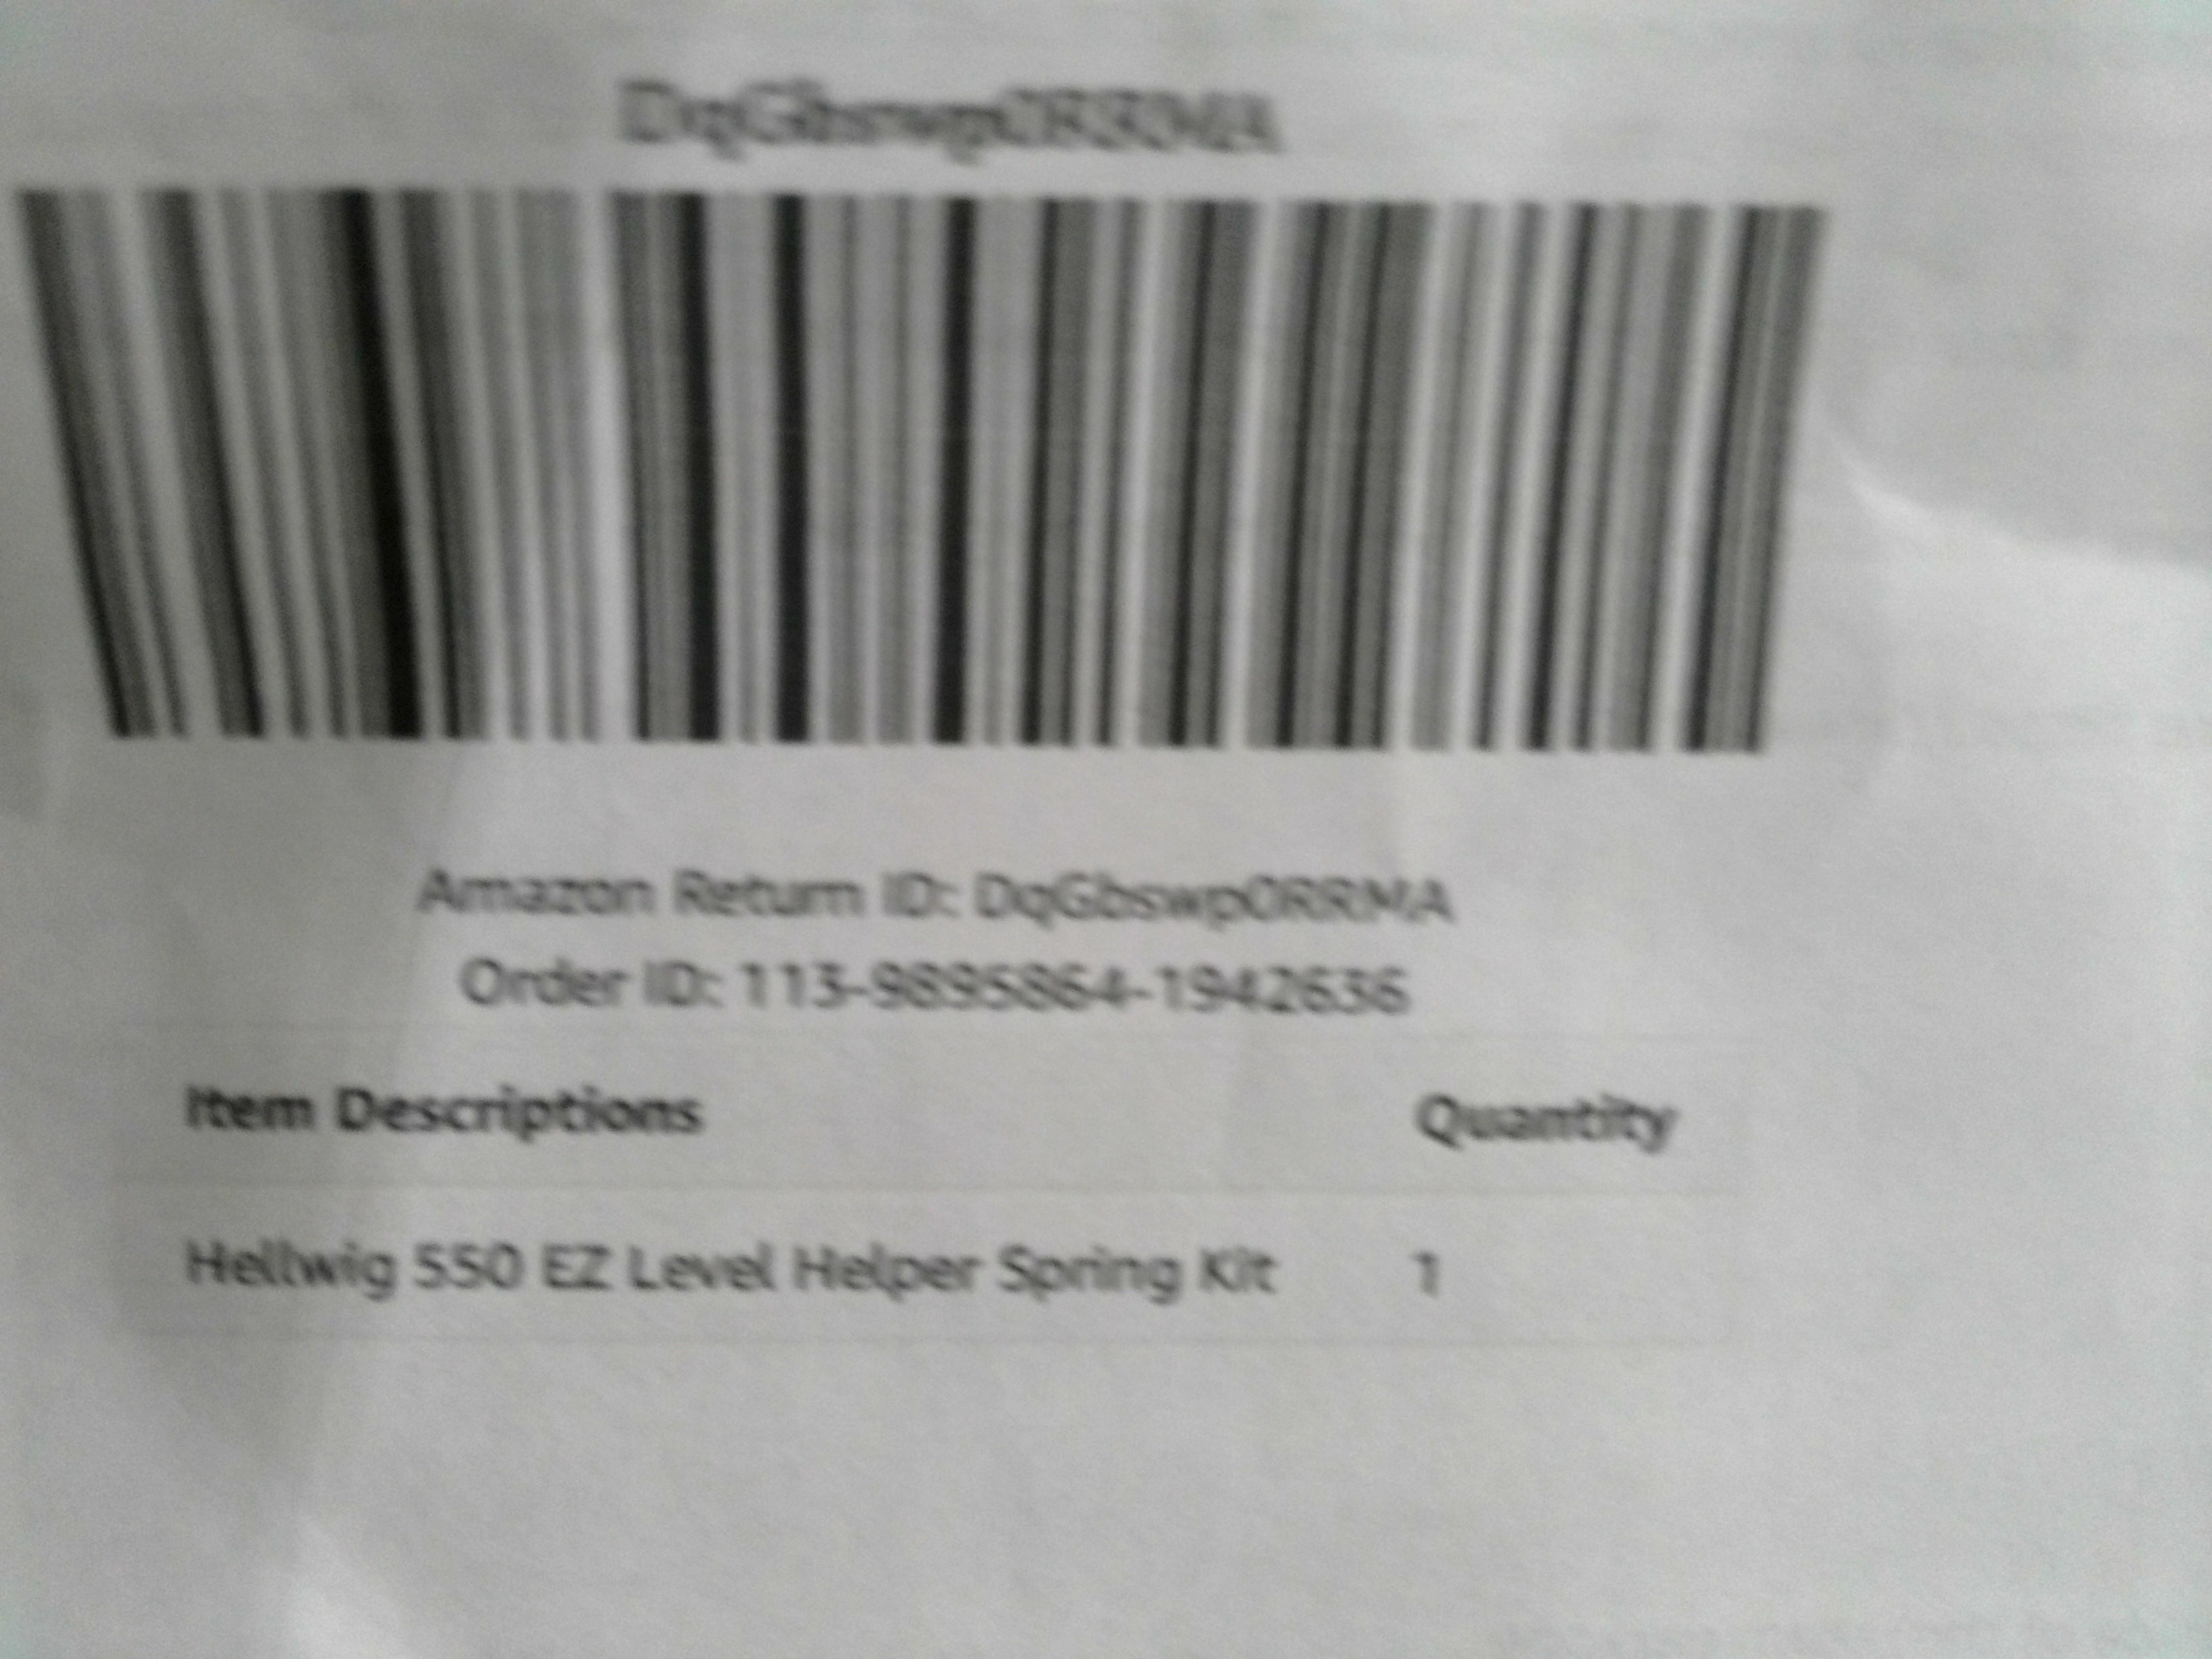 DqGbswp0RRMA
Amazon Return ID: DqGbswp0RRMA
Order ID: 113-9895864-1942636
Item Descriptions Quantity
Hellwig 550 EZ Level Helper Spring Kit 1